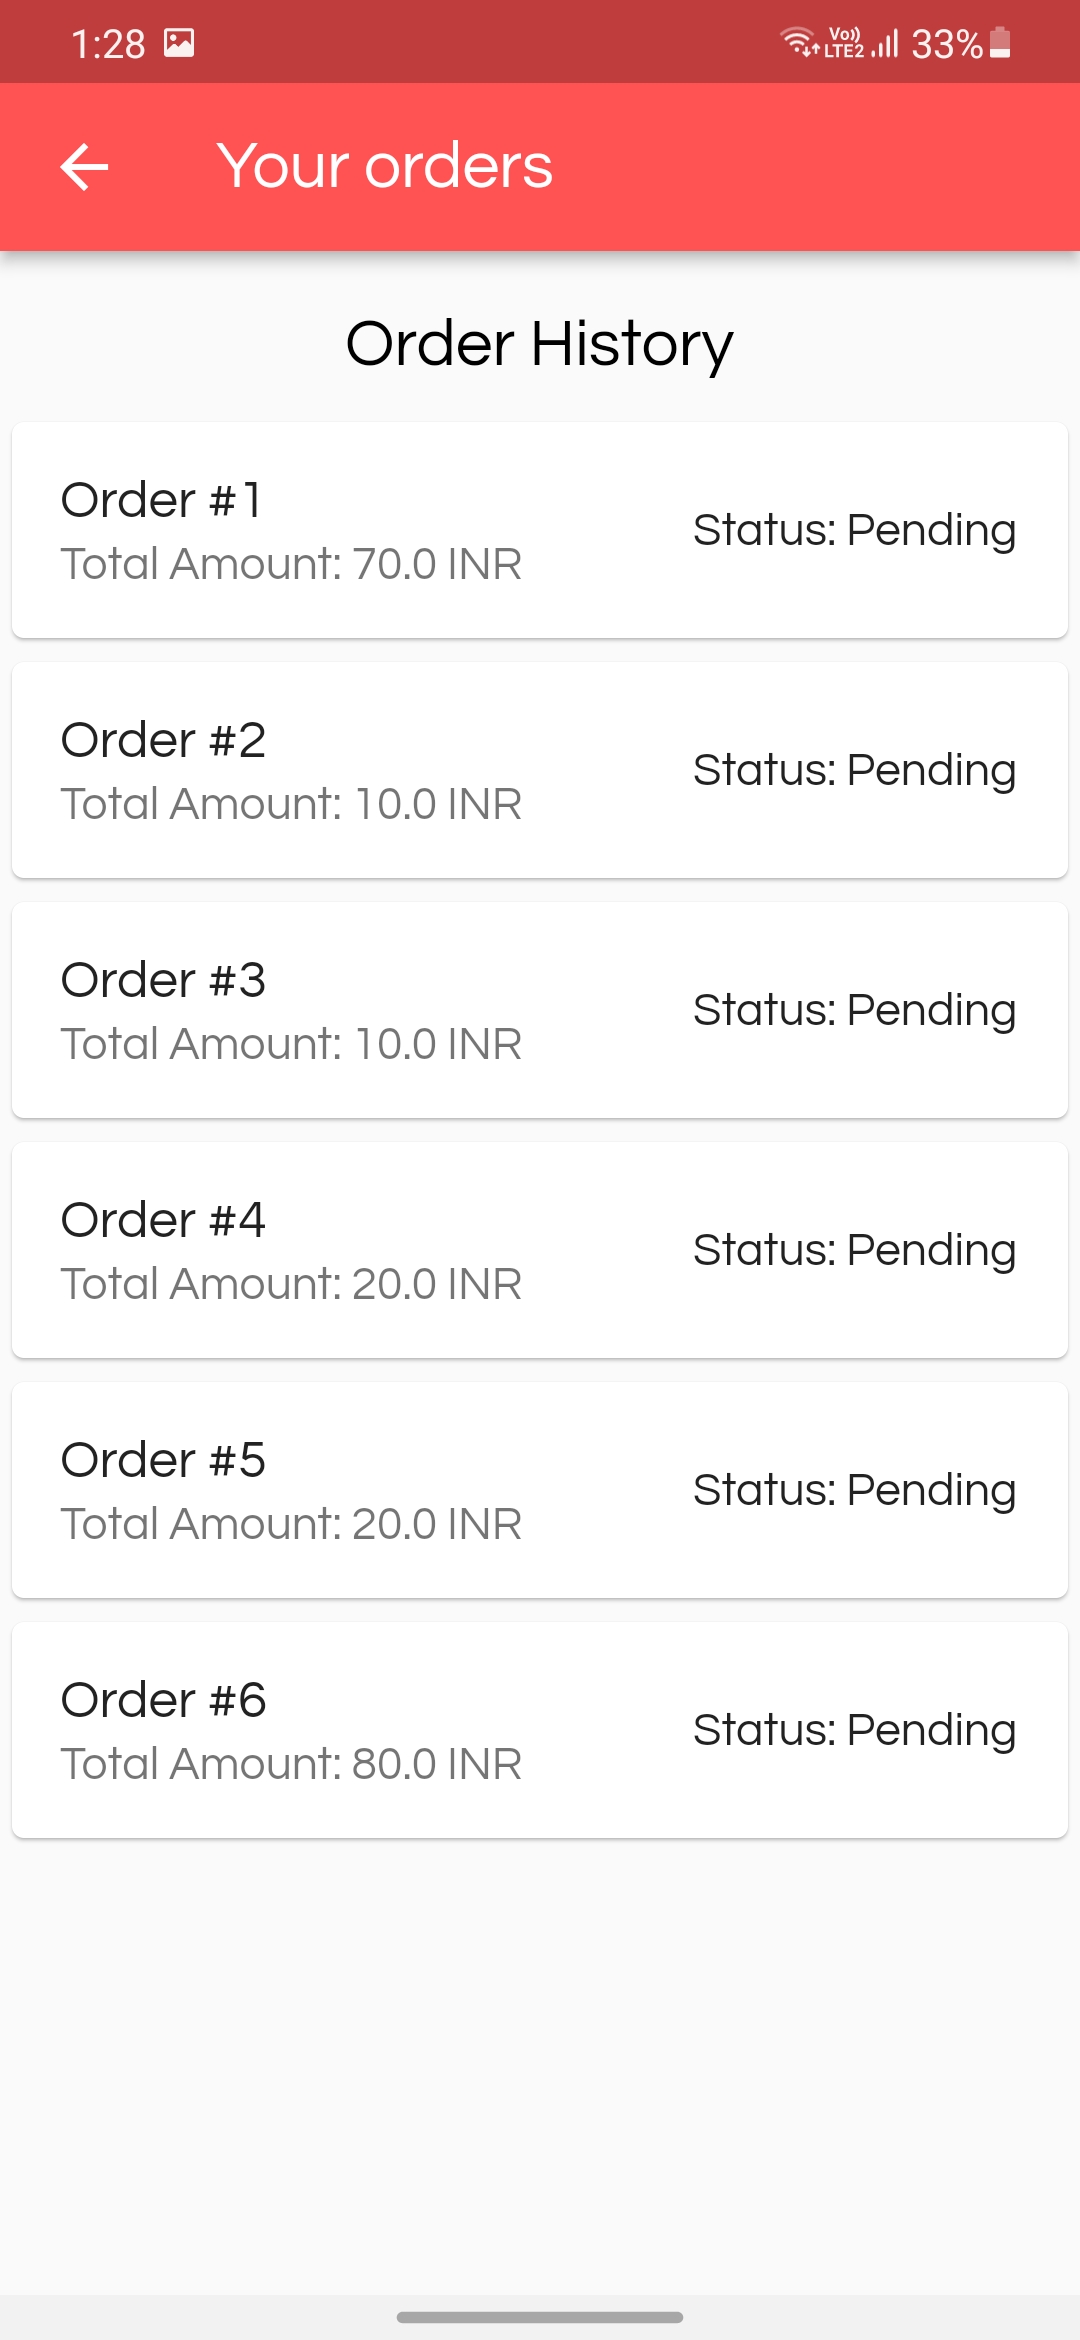 1:28 Vo)) LTE2 33%
Your orders
Order History
Order #1
Total Amount: 70.0 INR
Status: Pending
Order #2
Total Amount: 10.0 INR
Status: Pending
Order #3
Total Amount: 10.0 INR
Status: Pending
Order #4
Total Amount: 20.0 INR
Status: Pending
Order #5
Total Amount: 20.0 INR
Status: Pending
Order #6
Total Amount: 80.0 INR
Status: Pending